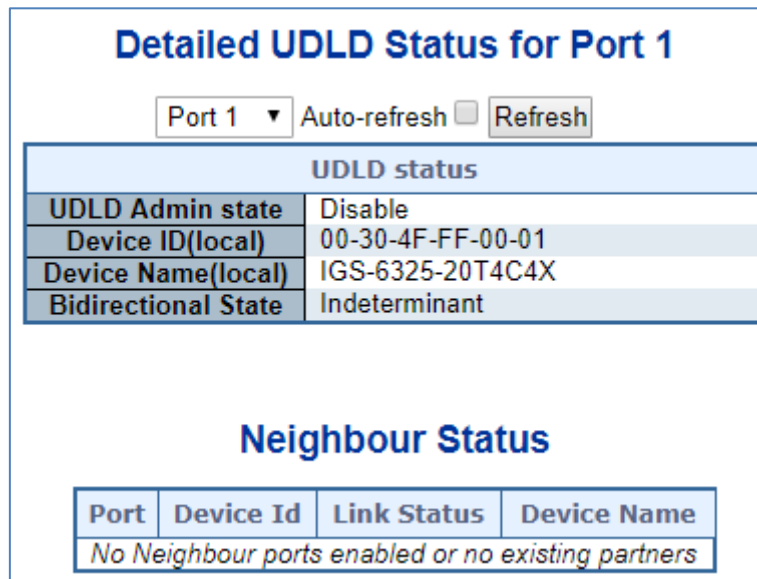 Detailed UDLD Status for Port 1
Port 1 Auto-refresh Refresh
UDLD status
UDLD Admin state Disable
Device ID(local) 00-30-4F-FF-00-01
Device Name(local) IGS-6325-20T4C4X
Bidirectional State Indeterminant
Neighbour Status
Port Device Id Link Status Device Name
No Neighbour ports enabled or no existing partners